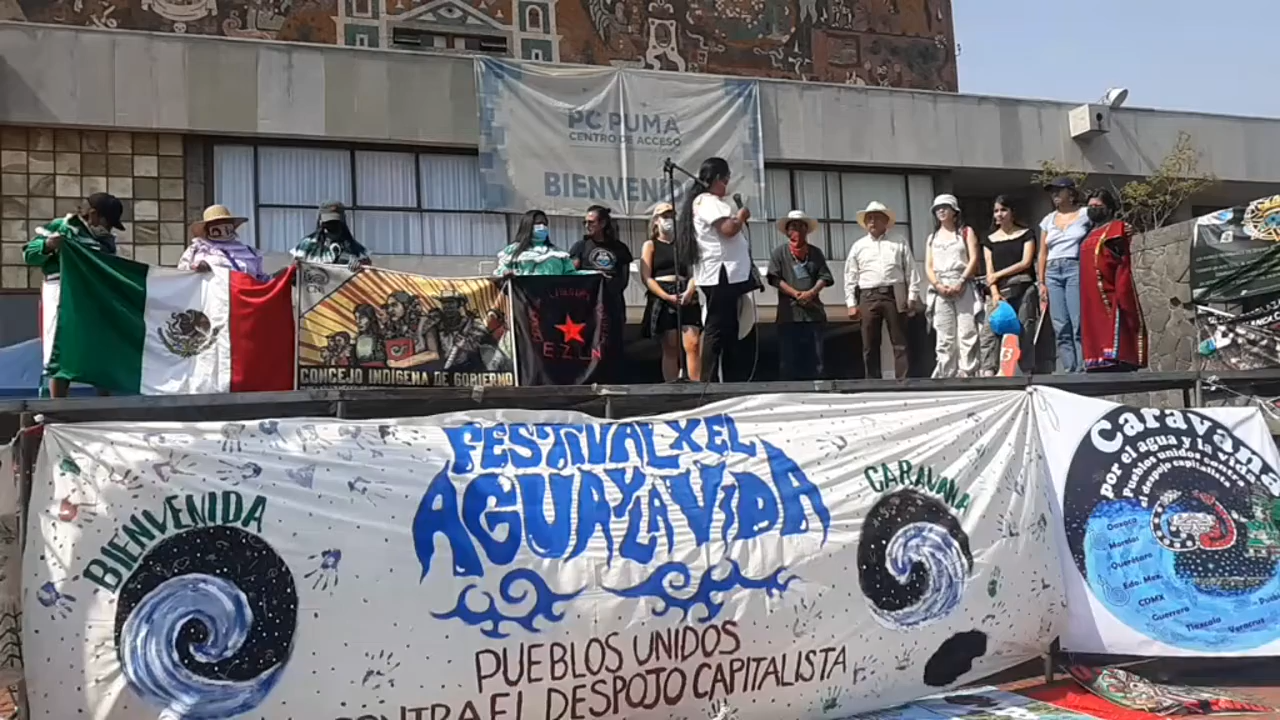 PC PUMA
CENTRO DE ACCESO
BIENVENID
CONCEJO INDÍGENA DE GOBIERNO
E.Z.L.N
FESTIVAL X EL
AGUA Y LA VIDA
BIENVENIDA
CARAVANA
PUEBLOS UNIDOS
CONTRA EL DESPOJO CAPITALISTA
Caravana
por el agua y la vida
Pueblos unidos contra
el despojo capitalista
Oaxaca
Morelos
Querétaro
Edo. Mex.
CDMX
Guerrero
Tlaxcala
Veracruz